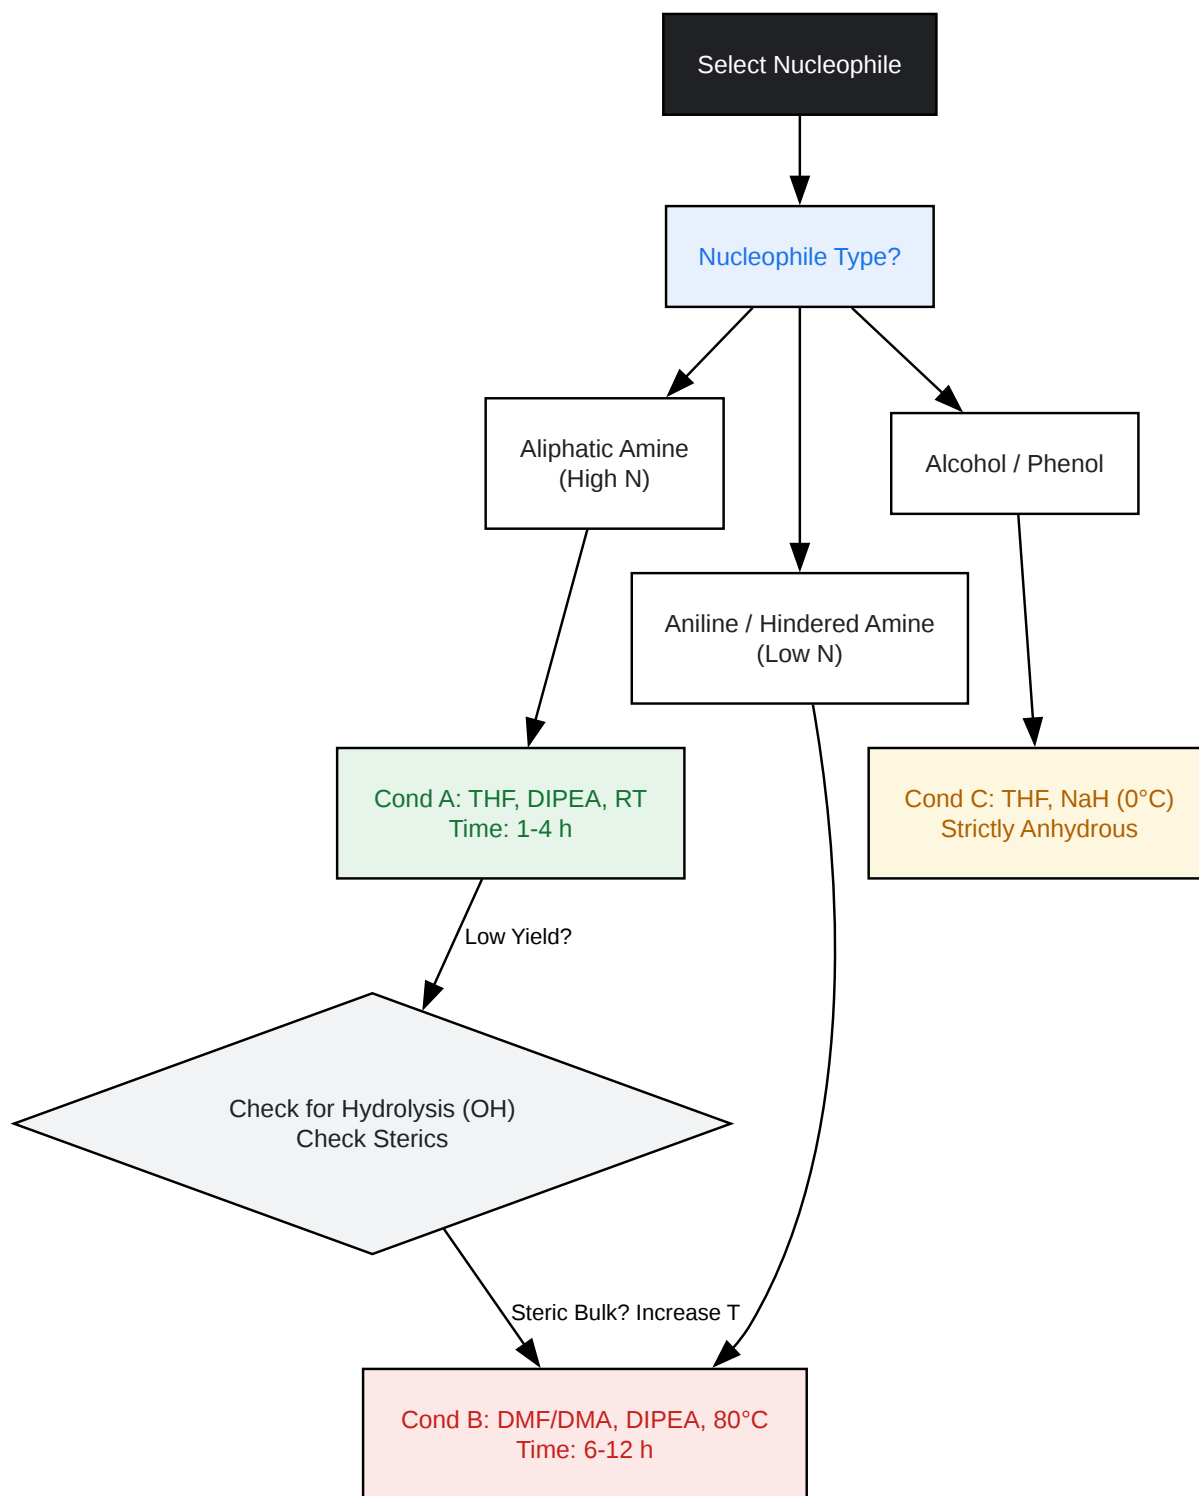 Select Nucleophile
Nucleophile Type?
Aliphatic Amine
(High N)
Alcohol / Phenol
Aniline / Hindered Amine
(Low N)
Cond A: THF, DIPEA, RT
Time: 1-4 h
Cond C: THF, NaH (0°C)
Strictly Anhydrous
Low Yield?
Check for Hydrolysis (OH)
Check Sterics
Steric Bulk? Increase T
Cond B: DMF/DMA, DIPEA, 80°C
Time: 6-12 h